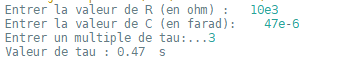 Entrer la valeur de R (en ohm) :   10e3
Entrer la valeur de C (en farad):    47e-6
Entrer un multiple de tau:...3
Valeur de tau : 0.47  s